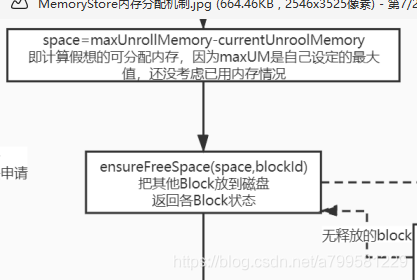 MemoryStore内存分配机制.jpg (664.46KB , 2546x3525像素) - 第7/2
space=maxUnrollMemory-currentUnroolMemory
即计算假想的可分配内存，因为maxUM是自己设定的最大
值，还没考虑已用内存情况
申请
ensureFreeSpace(space,blockId)
把其他Block放到磁盘
返回各Block状态
无释放的block
https://blog.csdn.net/a799581229